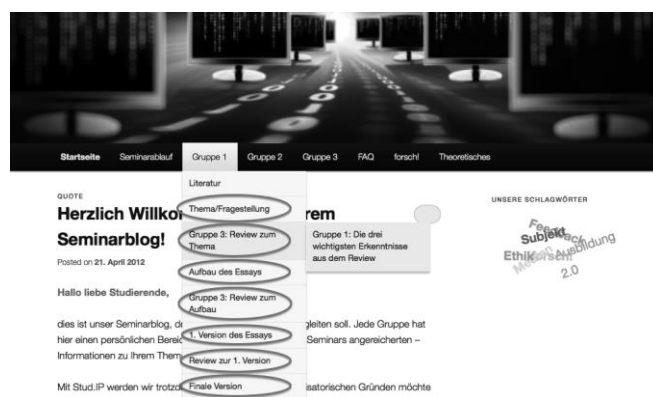 Startseite Seminarablauf Gruppe 1 Gruppe 2 Gruppe 3 FAQ forsch! Theoretisches
Literatur
Thema/Fragestellung
Gruppe 3: Review zum
Thema
Gruppe 1: Die drei
wichtigsten Erkenntnisse
aus dem Review
Aufbau des Essays
Gruppe 3: Review zum
Aufbau
1. Version des Essays
Review zur 1. Version
Finale Version
QUOTE
Herzlich Willkom rem
Seminarblog!
Posted on 21. April 2012
Hallo liebe Studierende,
dies ist unser Seminarblog, de gleiten soll. Jede Gruppe hat
hier einen persönlichen Bereic Seminars angereicherten –
Informationen zu Ihrem Them
Mit Stud.IP werden wir trotzd isatorischen Gründen möchte
UNSERE SCHLAGWÖRTER
Feedback
Subjekt
Ausbildung
Ethik
Medien
2.0